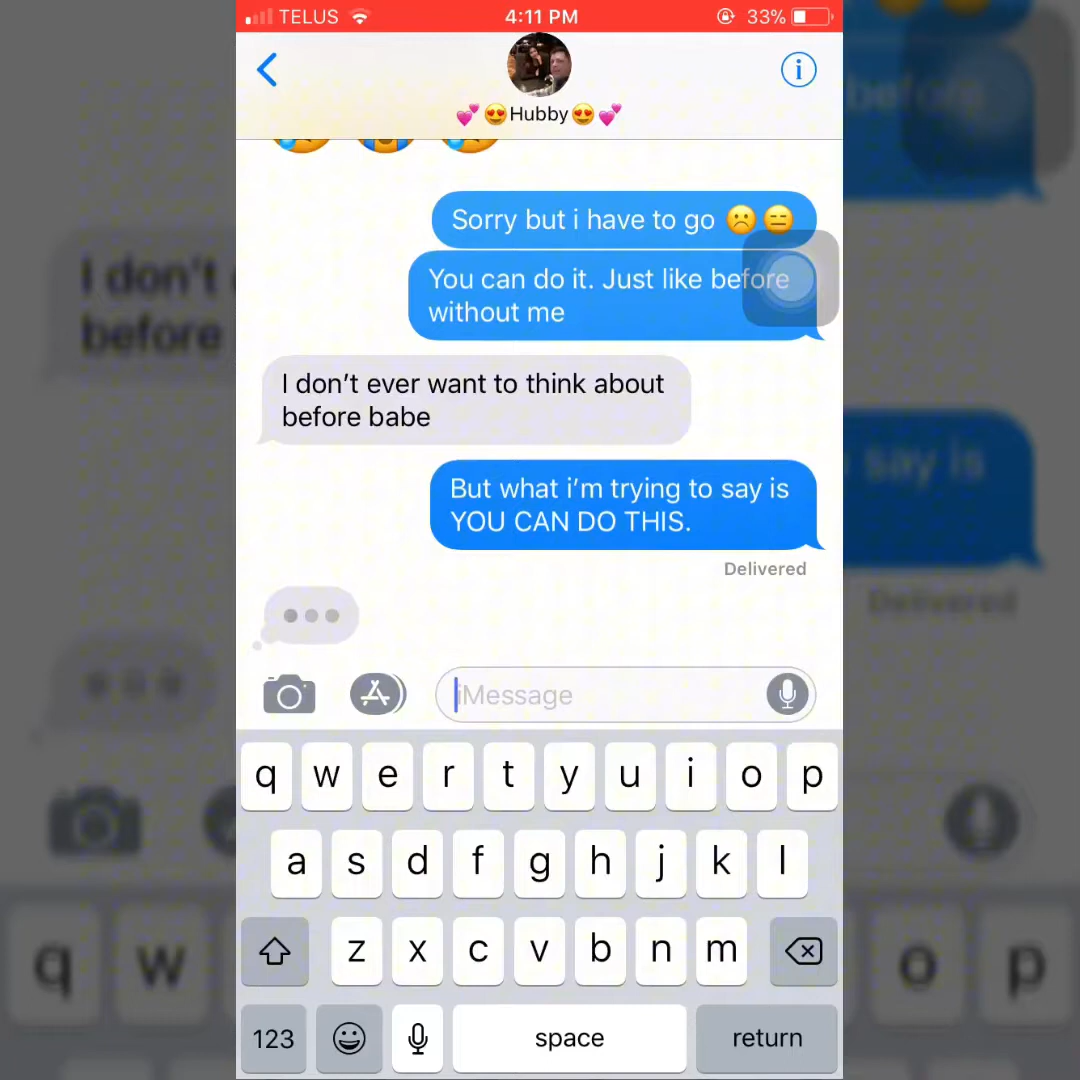 TELUS 4:11 PM 33%
💕😍Hubby😍💕
Sorry but i have to go ☹️😑
You can do it. Just like before
without me
I don’t ever want to think about
before babe
But what i’m trying to say is
YOU CAN DO THIS.
Delivered
iMessage
q w e r t y u i o p
a s d f g h j k l
z x c v b n m
123 space return